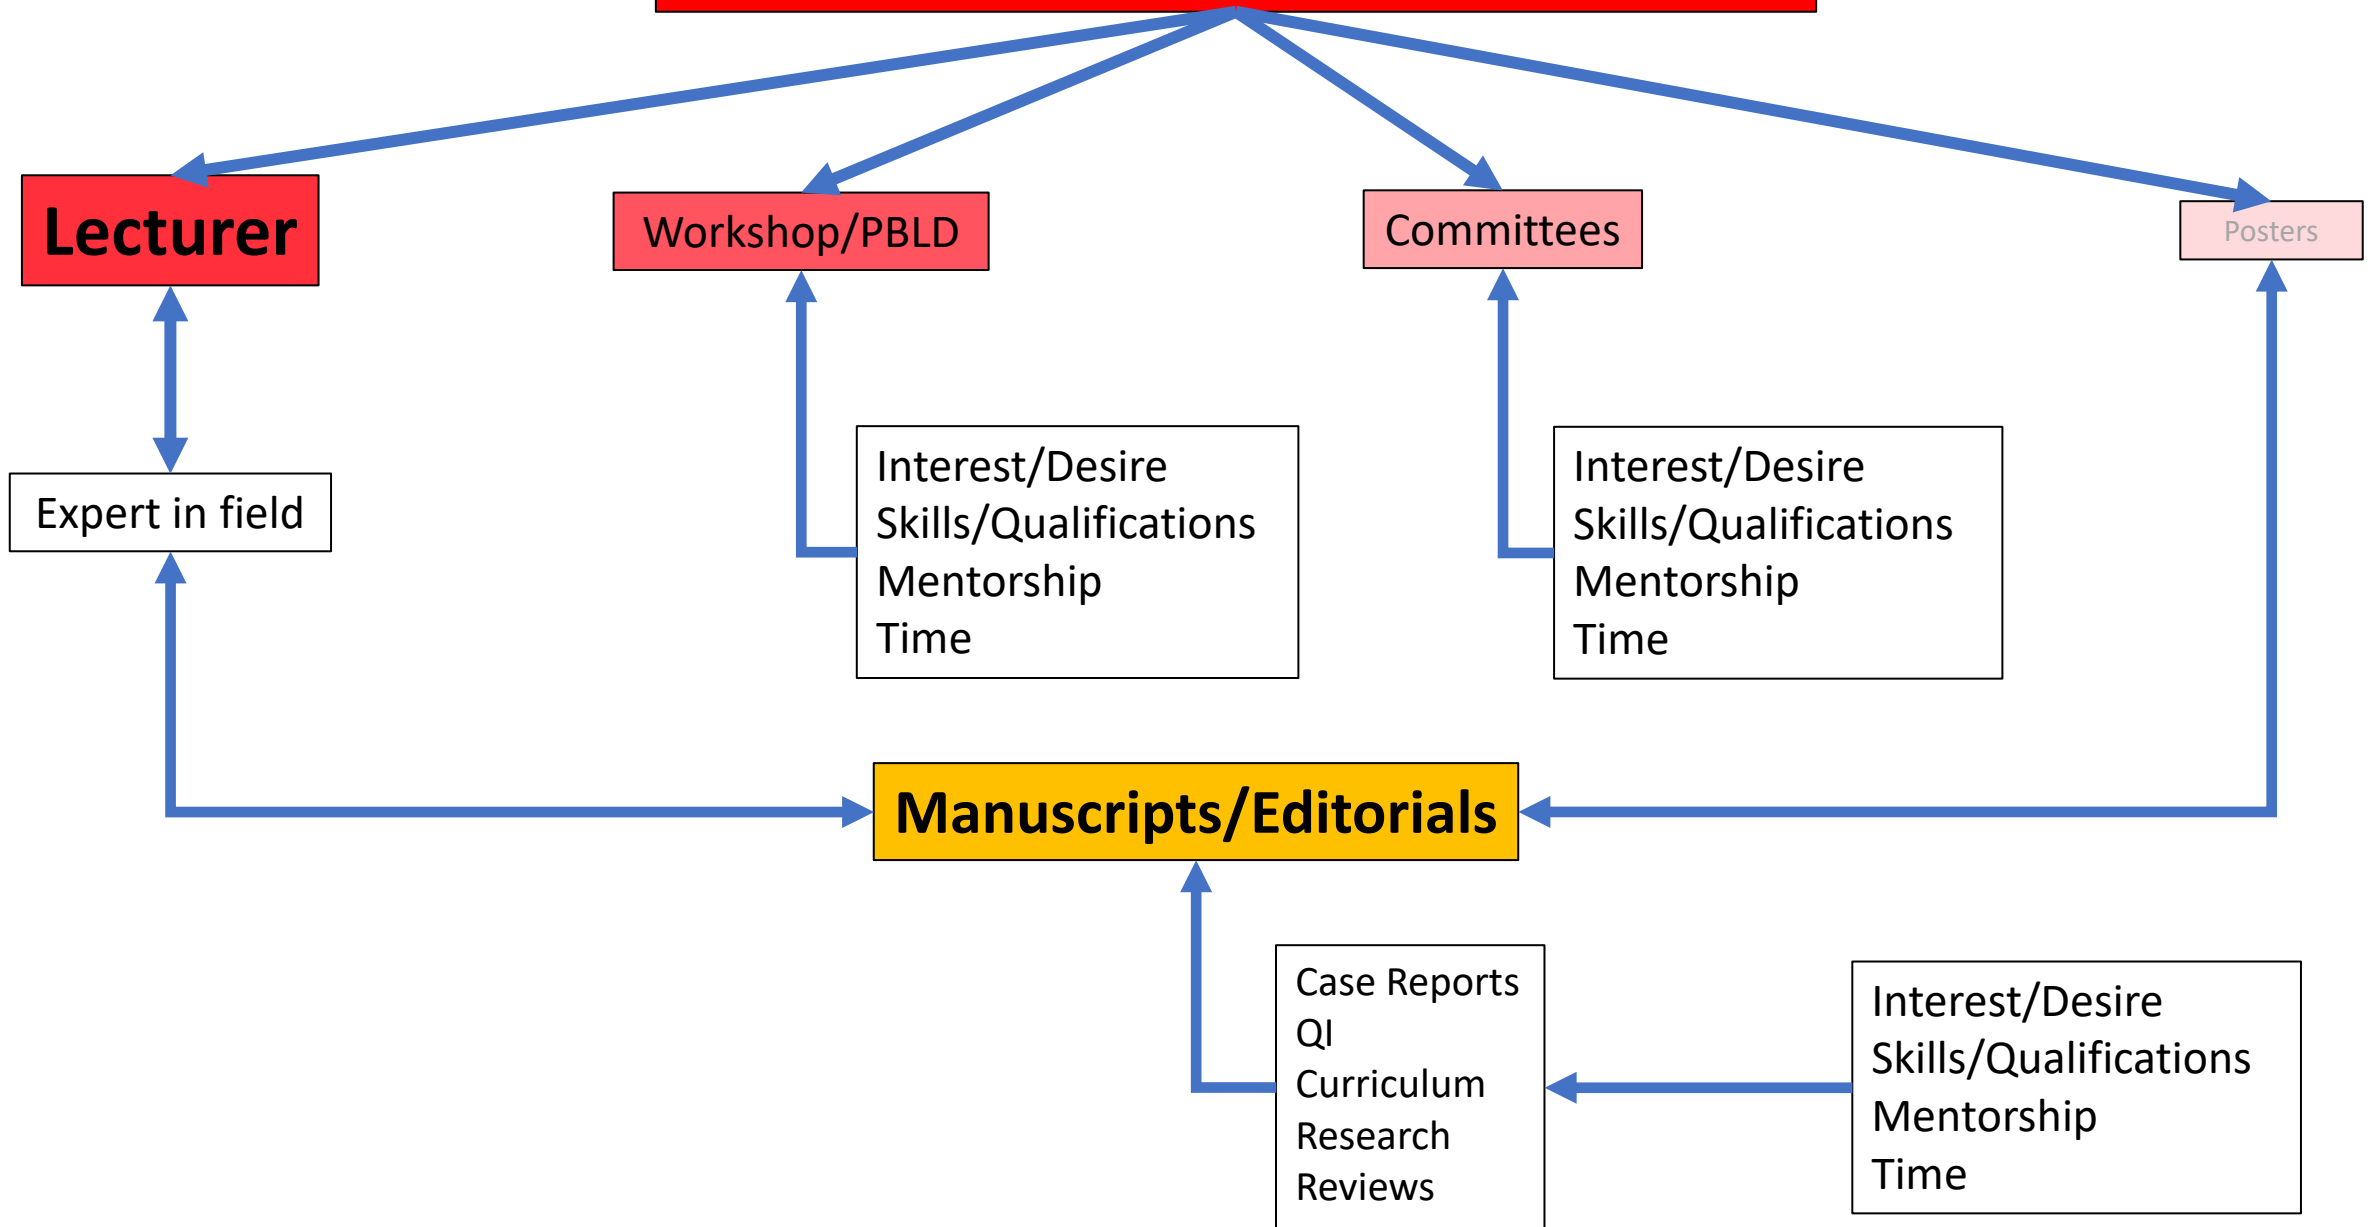 Lecturer
Workshop/PBLD
Committees
Posters
Expert in field
Interest/Desire
Skills/Qualifications
Mentorship
Time
Interest/Desire
Skills/Qualifications
Mentorship
Time
Manuscripts/Editorials
Case Reports
QI
Curriculum
Research
Reviews
Interest/Desire
Skills/Qualifications
Mentorship
Time